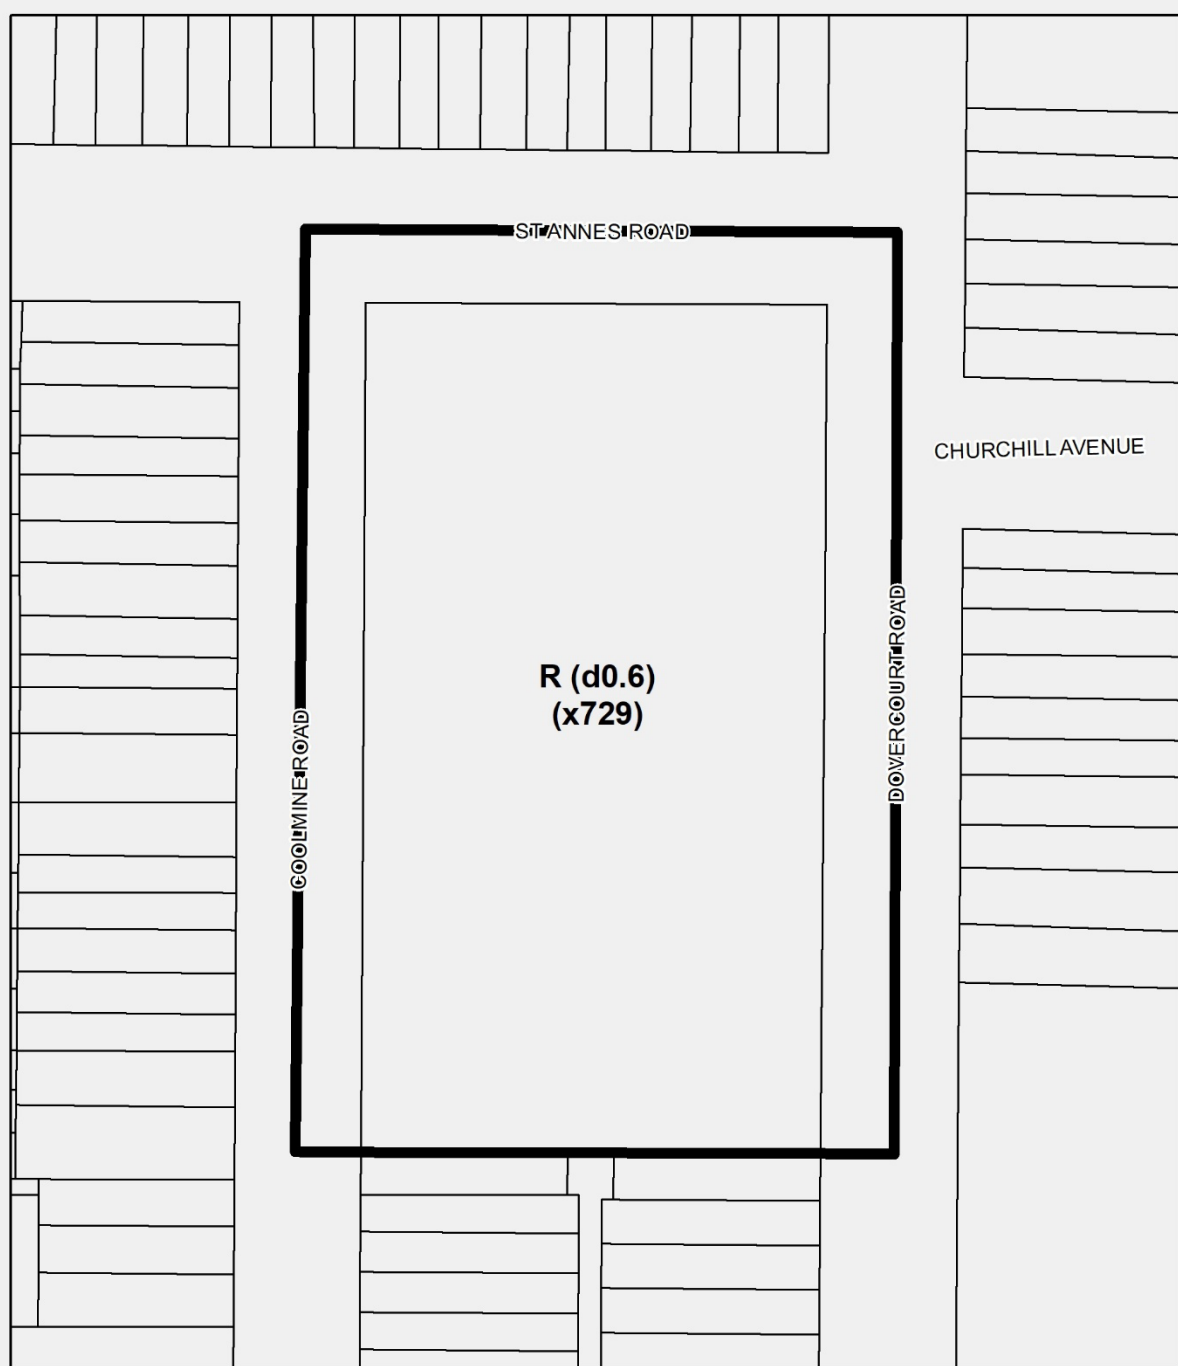 ST ANNES ROAD
CHURCHILL AVENUE
R (d0.6)
(x729)
COOLMINE ROAD
DOVERCOURT ROAD